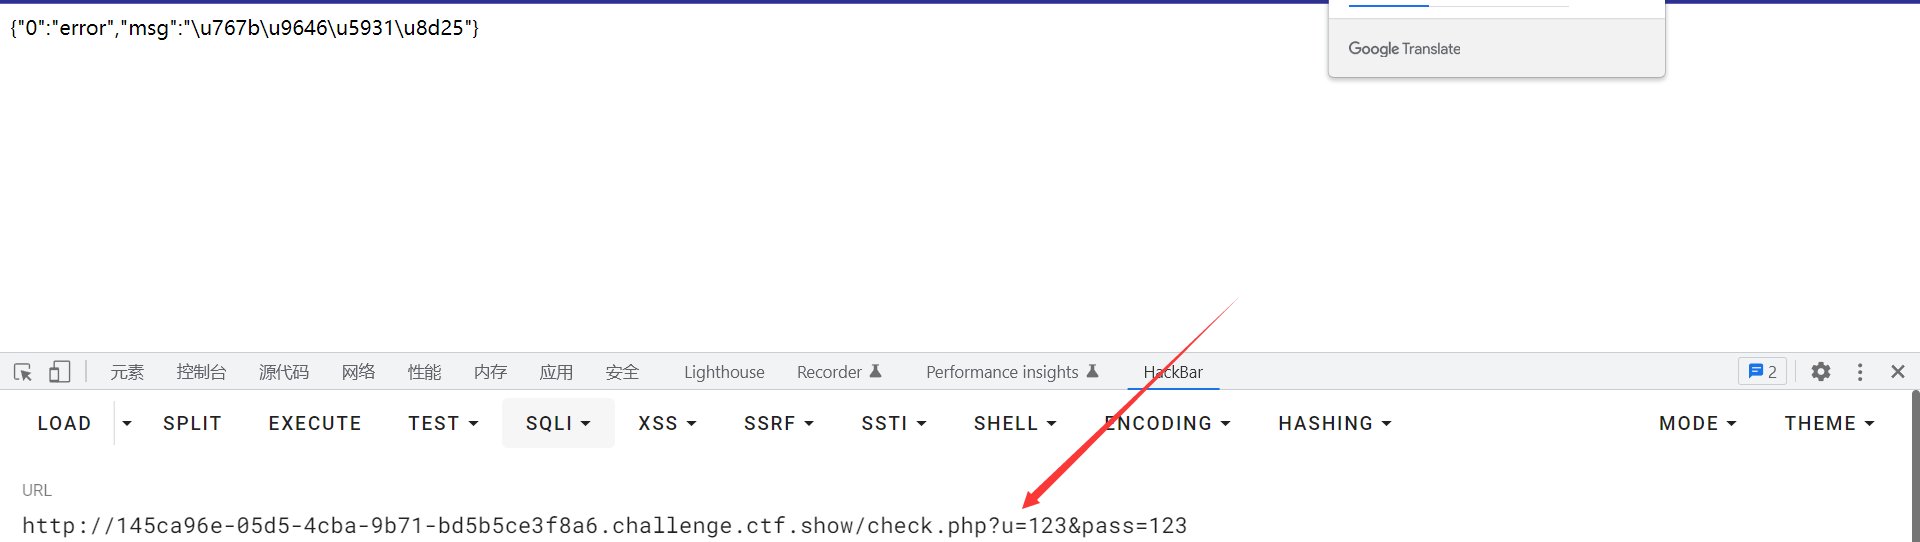 {"0":"error","msg":"\u767b\u9646\u5931\u8d25"}
Google Translate
元素 控制台 源代码 网络 性能 内存 应用 安全 Lighthouse Recorder Performance insights HackBar 2
LOAD SPLIT EXECUTE TEST SQLI XSS SSRF SSTI SHELL ENCODING HASHING MODE THEME
URL
http://145ca96e-05d5-4cba-9b71-bd5b5ce3f8a6.challenge.ctf.show/check.php?u=123&pass=123